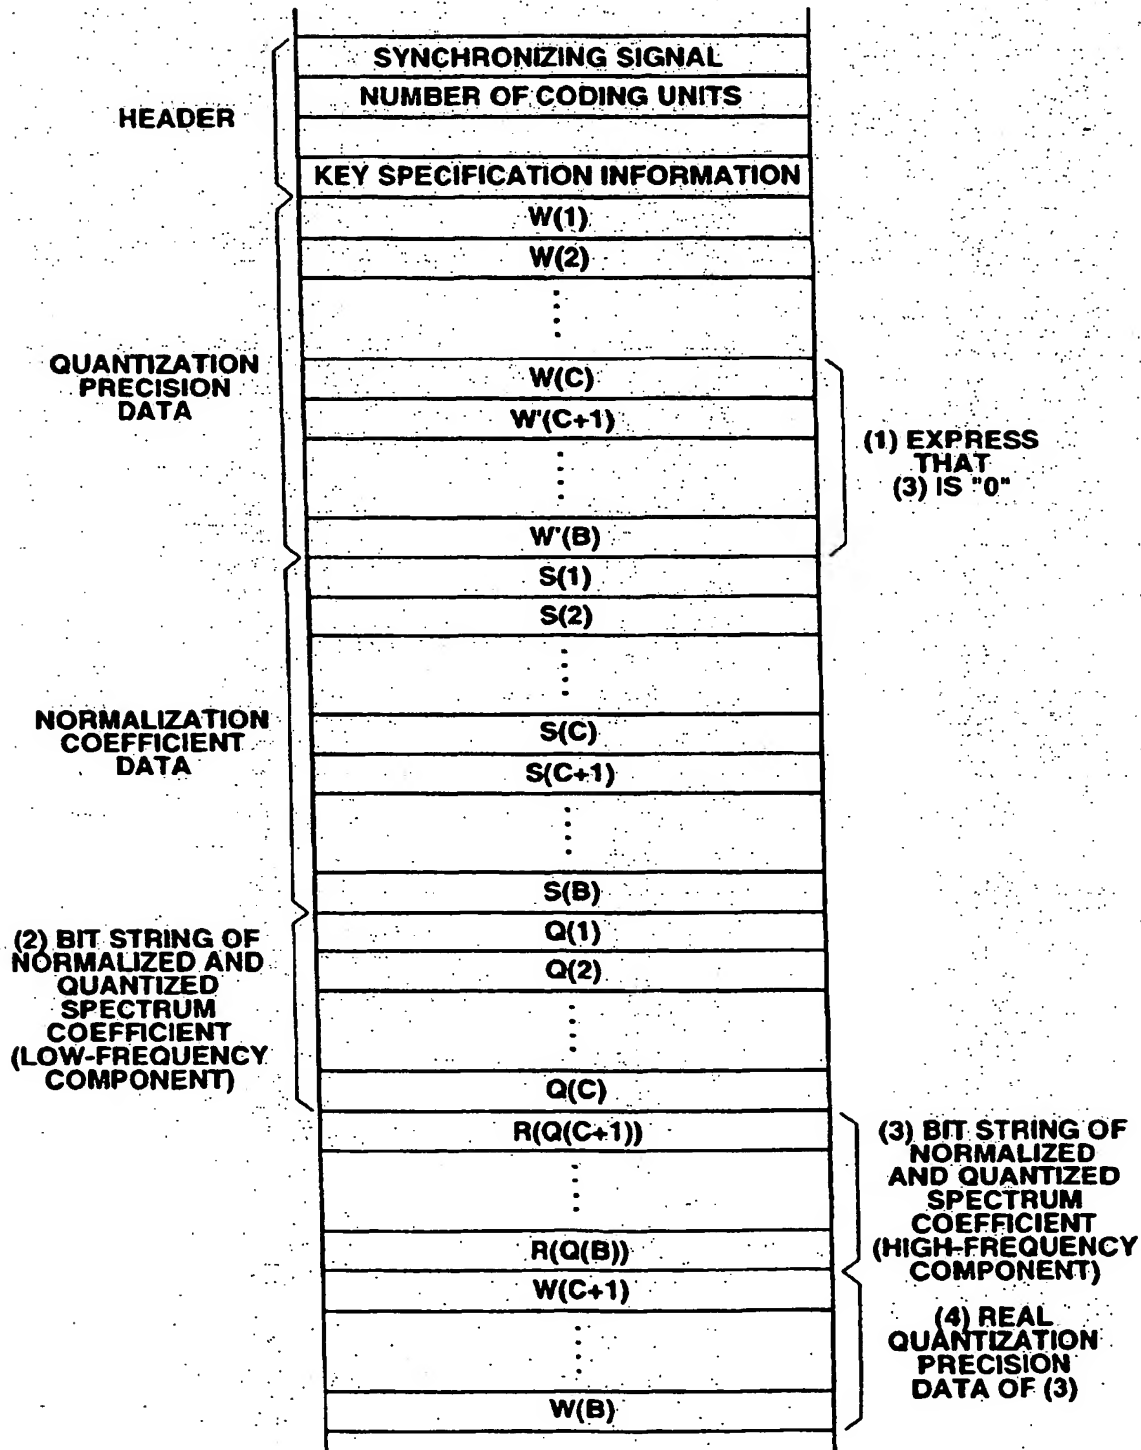 SYNCHRONIZING SIGNAL
NUMBER OF CODING UNITS
HEADER
KEY SPECIFICATION INFORMATION
W(1)
W(2)
QUANTIZATION
PRECISION
DATA
W(C)
W'(C+1)
(1) EXPRESS
THAT
(3) IS "0"
W'(B)
S(1)
S(2)
NORMALIZATION
COEFFICIENT
DATA
S(C)
S(C+1)
S(B)
(2) BIT STRING OF
NORMALIZED AND
QUANTIZED
SPECTRUM
COEFFICIENT
(LOW-FREQUENCY
COMPONENT)
Q(1)
Q(2)
Q(C)
R(Q(C+1))
R(Q(B))
(3) BIT STRING OF
NORMALIZED
AND QUANTIZED
SPECTRUM
COEFFICIENT
(HIGH-FREQUENCY
COMPONENT)
W(C+1)
W(B)
(4) REAL
QUANTIZATION
PRECISION
DATA OF (3)